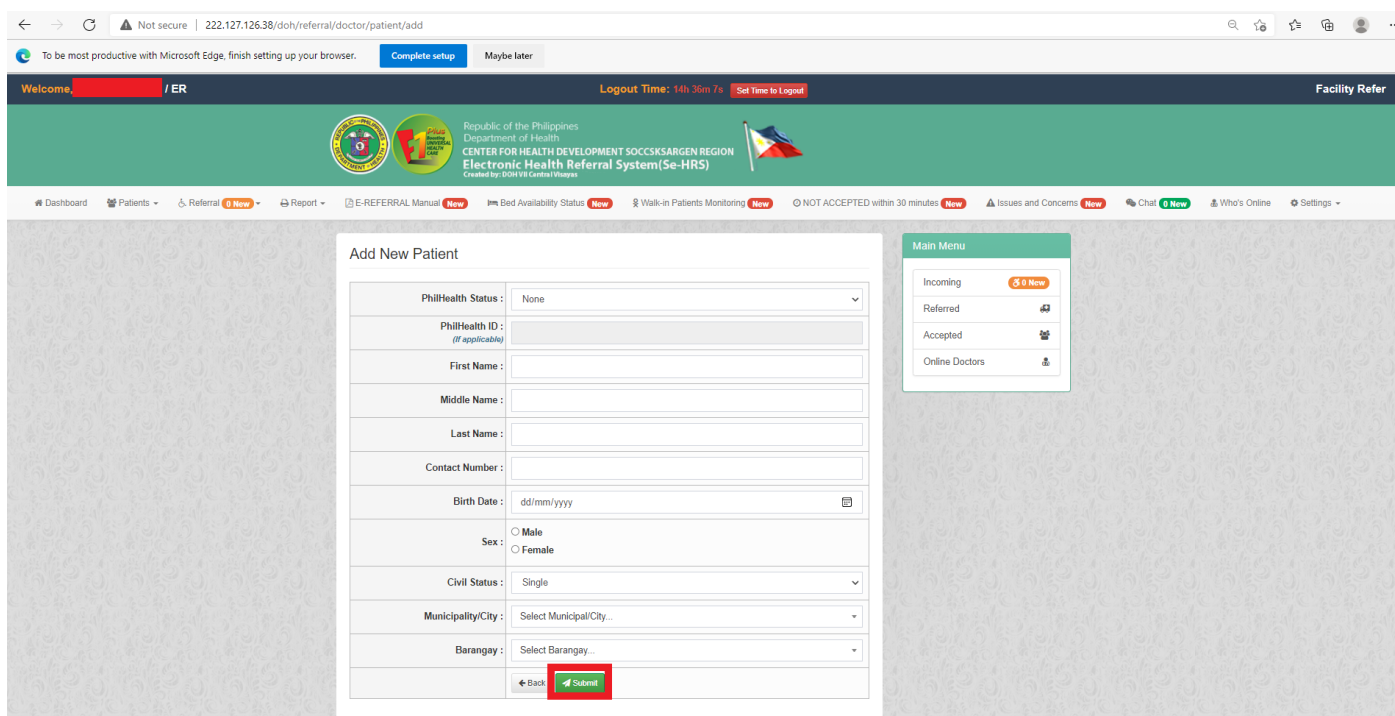 Not secure | 222.127.126.38/doh/referral/doctor/patient/add
To be most productive with Microsoft Edge, finish setting up your browser. Complete setup Maybe later
Welcome, / ER Logout Time: 14h 36m 7s Set Time to Logout Facility Refer
Republic of the Philippines
Department of Health
CENTER FOR HEALTH DEVELOPMENT SOCCSKSARGEN REGION
Electronic Health Referral System(Se-HRS)
Created by: DOH VII Central Visayas
Dashboard Patients Referral 0 New Report E-REFERRAL Manual New Bed Availability Status New Walk-in Patients Monitoring New NOT ACCEPTED within 30 minutes New Issues and Concerns New Chat 0 New Who's Online Settings
Add New Patient
PhilHealth Status : None
PhilHealth ID :
(If applicable)
First Name :
Middle Name :
Last Name :
Contact Number :
Birth Date : dd/mm/yyyy
Sex : Male
Female
Civil Status : Single
Municipality/City : Select Municipal/City...
Barangay : Select Barangay...
Back Submit
Main Menu
Incoming 0 New
Referred
Accepted
Online Doctors